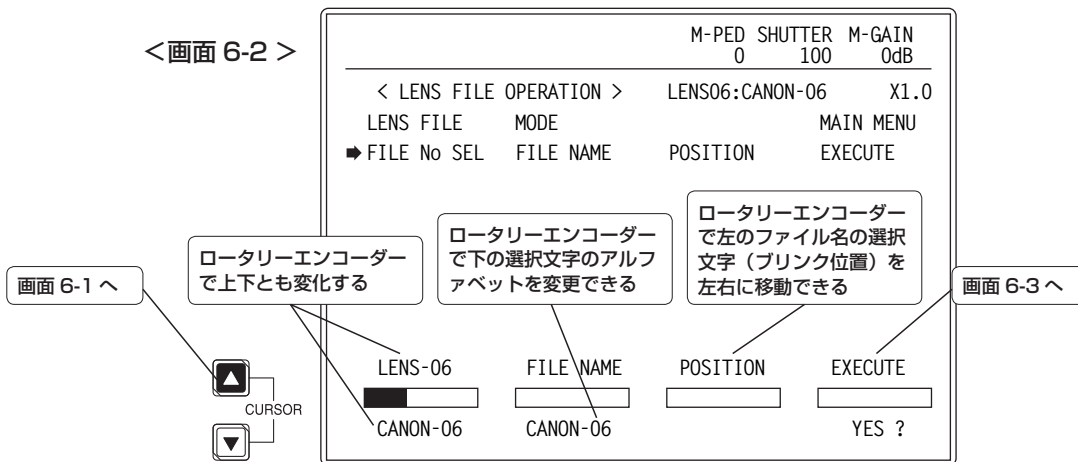 ＜画面 6-2 ＞
M-PED SHUTTER M-GAIN
0 100 0dB
< LENS FILE OPERATION > LENS06:CANON-06 X1.0
LENS FILE MODE MAIN MENU
➡ FILE No SEL FILE NAME POSITION EXECUTE
画面 6-1 へ
ロータリーエンコーダー
で上下とも変化する
ロータリーエンコーダー
で下の選択文字のアルフ
ァベットを変更できる
ロータリーエンコーダー
で左のファイル名の選択
文字（ブリンク位置）を
左右に移動できる
画面 6-3 へ
LENS-06 FILE NAME POSITION EXECUTE
▲
CURSOR
▼
CANON-06 CANON-06 YES ?